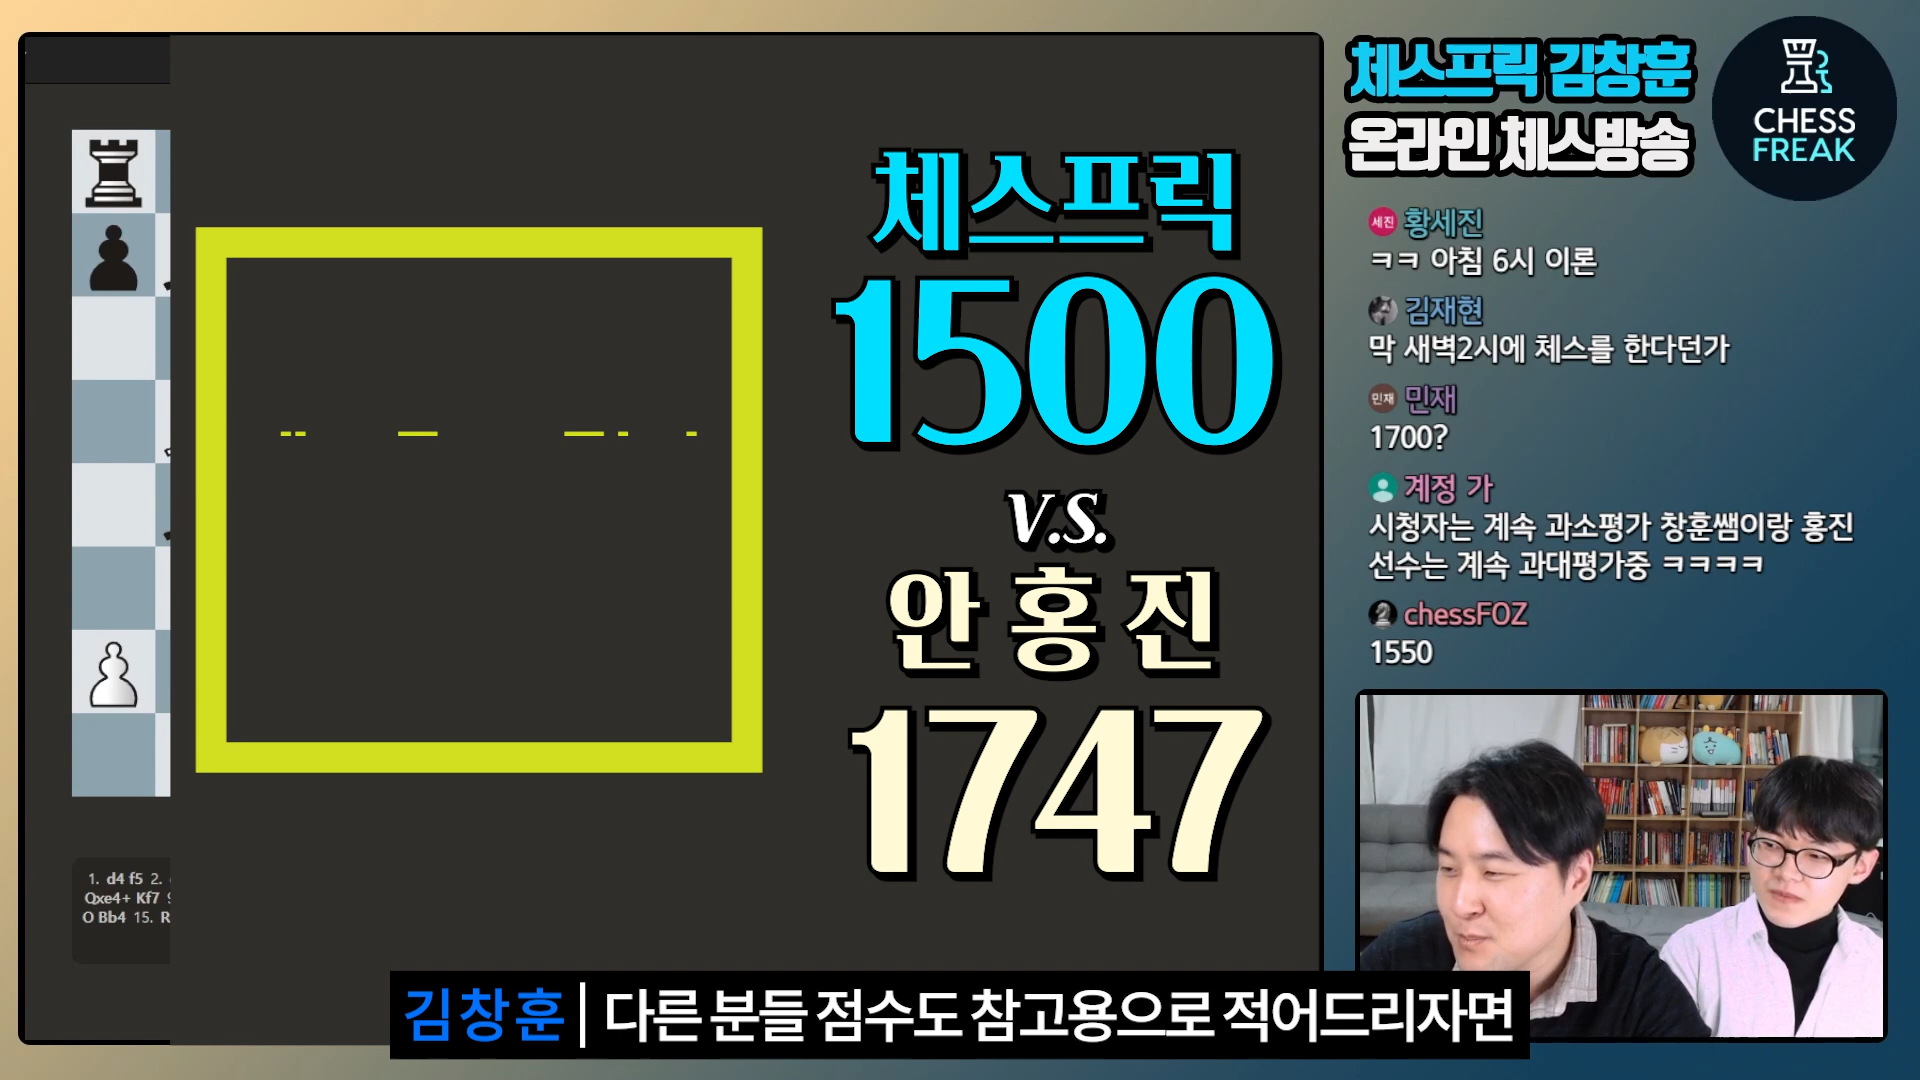 체스프릭
1500
v.s.
안홍진
1747
체스프릭 김창훈
온라인 체스방송
CHESS
FREAK
세진 황세진
ㅋㅋ 아침 6시 이론
김재현
막 새벽2시에 체스를 한다던가
민재 민재
1700?
계정 가
시청자는 계속 과소평가 창훈쌤이랑 홍진
선수는 계속 과대평가중 ㅋㅋㅋㅋ
chessFOZ
1550
1. d4 f5 2.
Qxe4+ Kf7
O Bb4 15. R
김창훈 | 다른 분들 점수도 참고용으로 적어드리자면